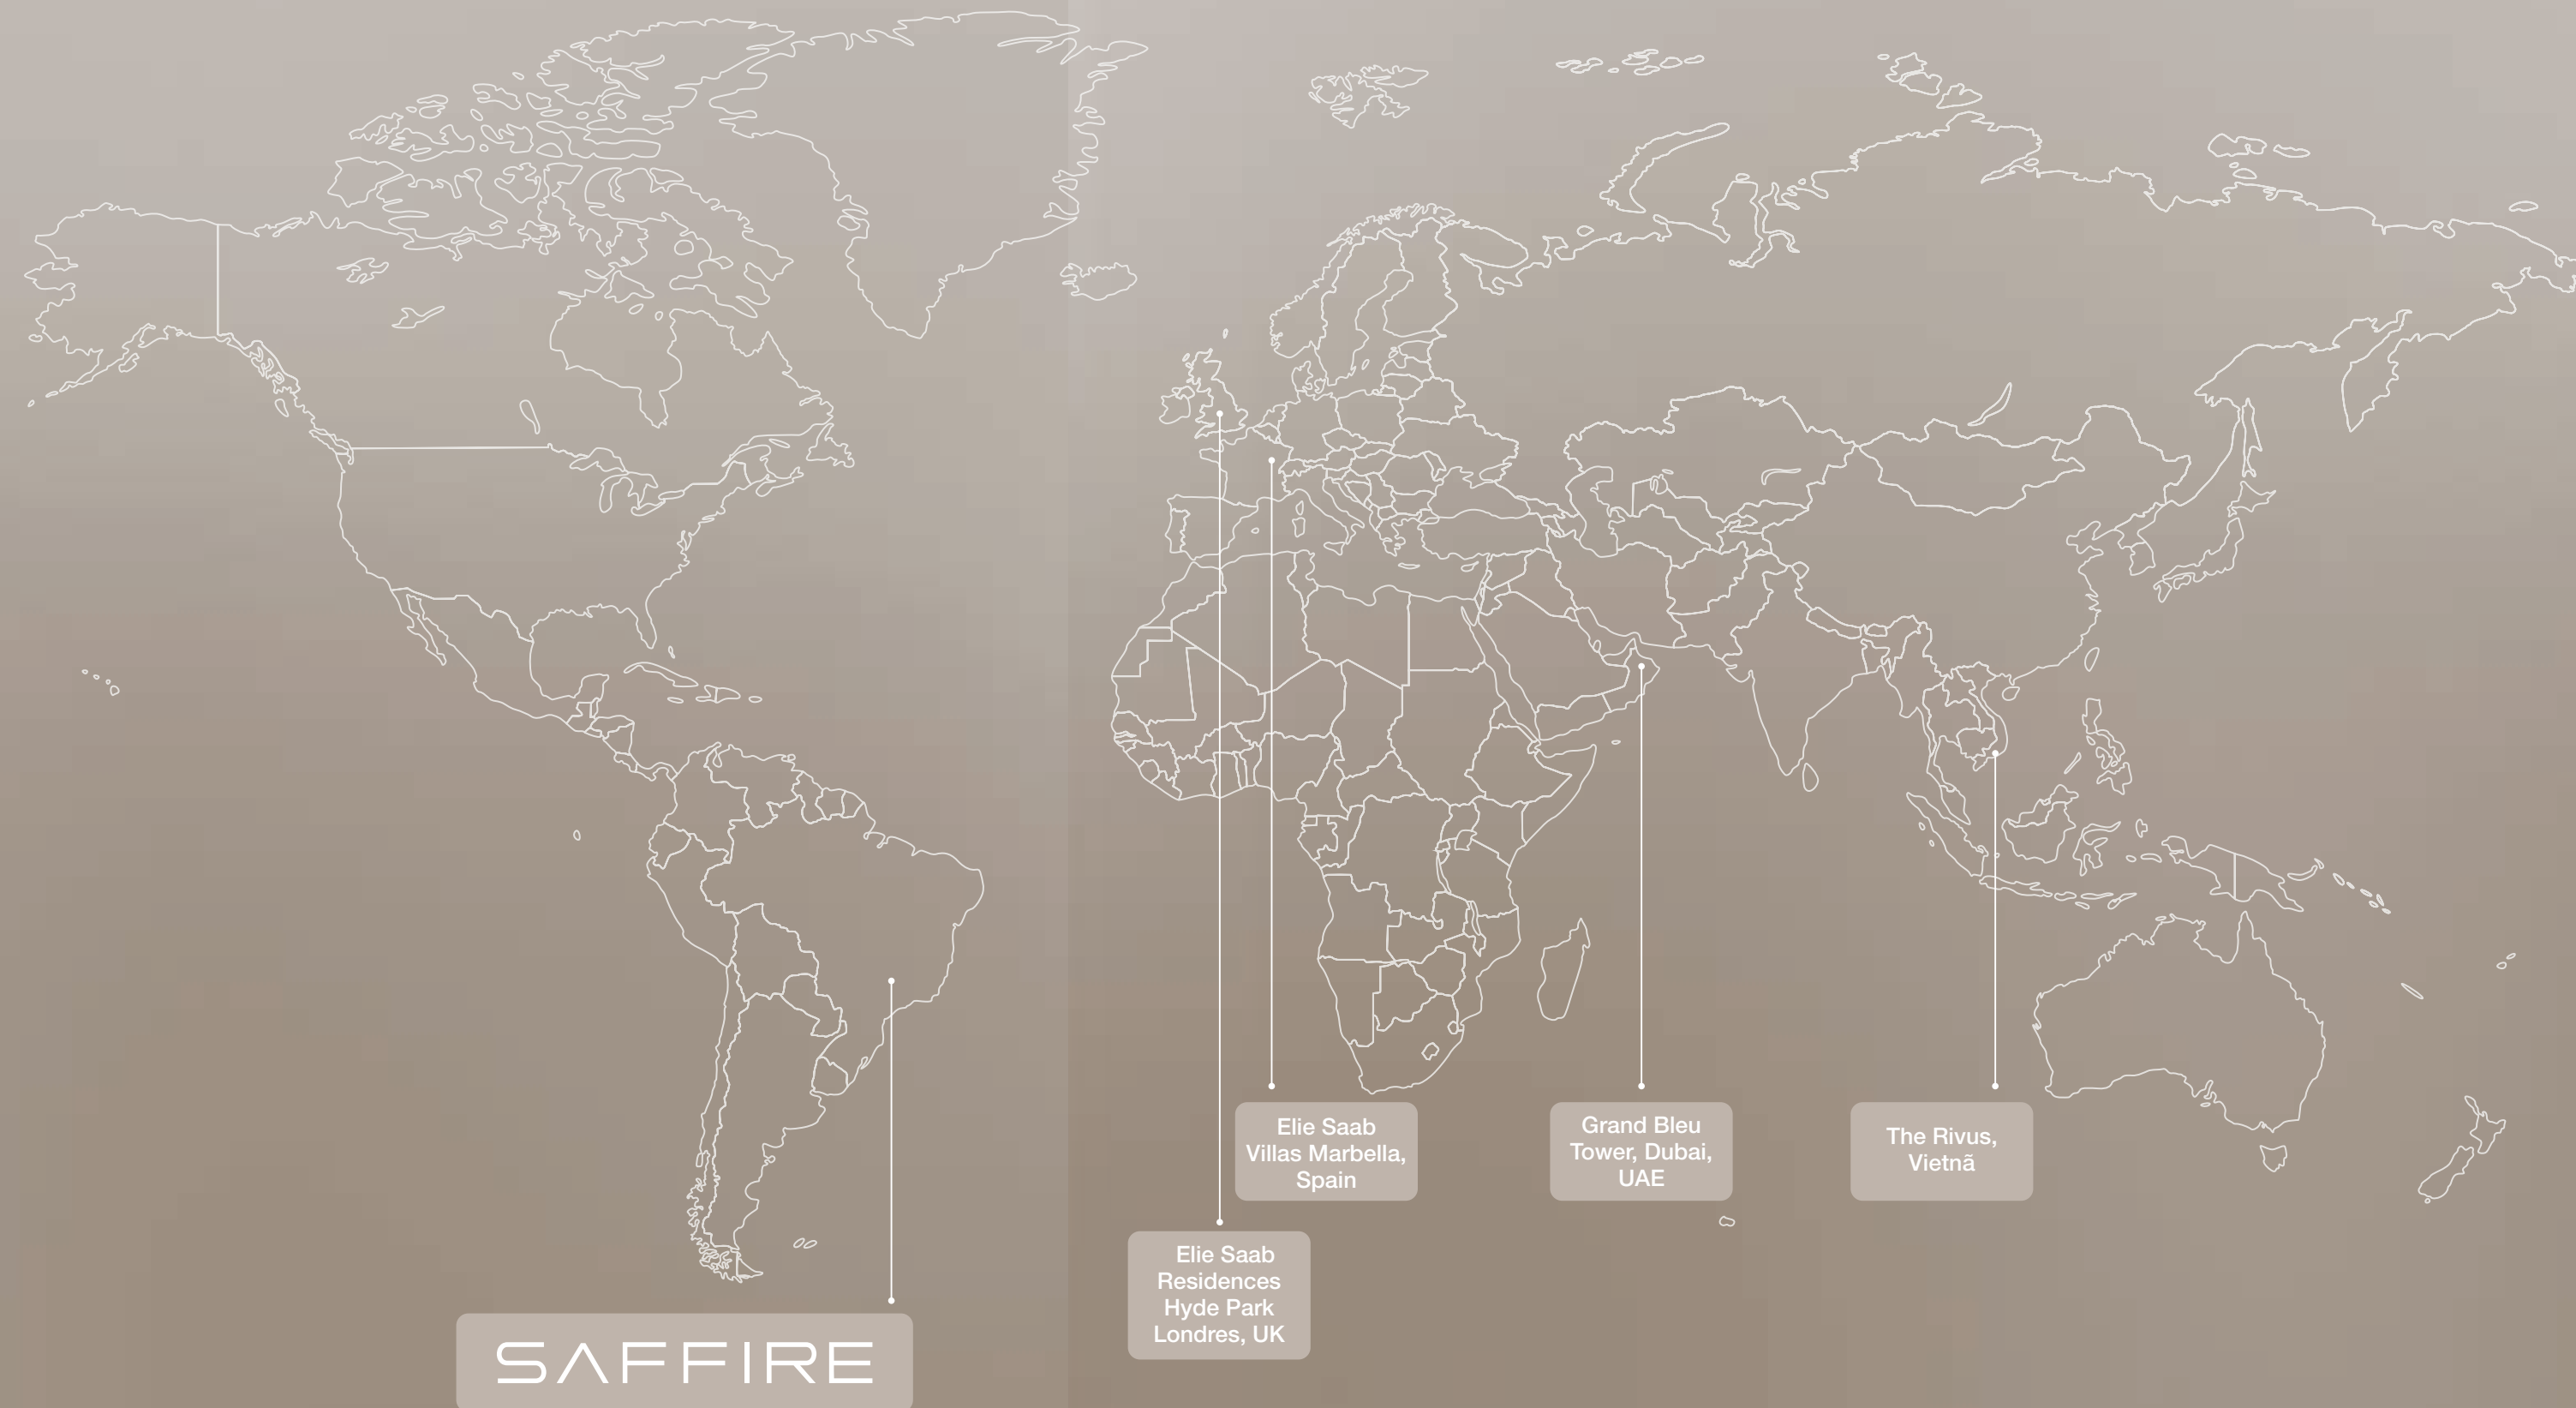 Elie Saab
Villas Marbella,
Spain
Grand Bleu
Tower, Dubai,
UAE
The Rivus,
Vietnã
Elie Saab
Residences
Hyde Park
Londres, UK
SAFFIRE